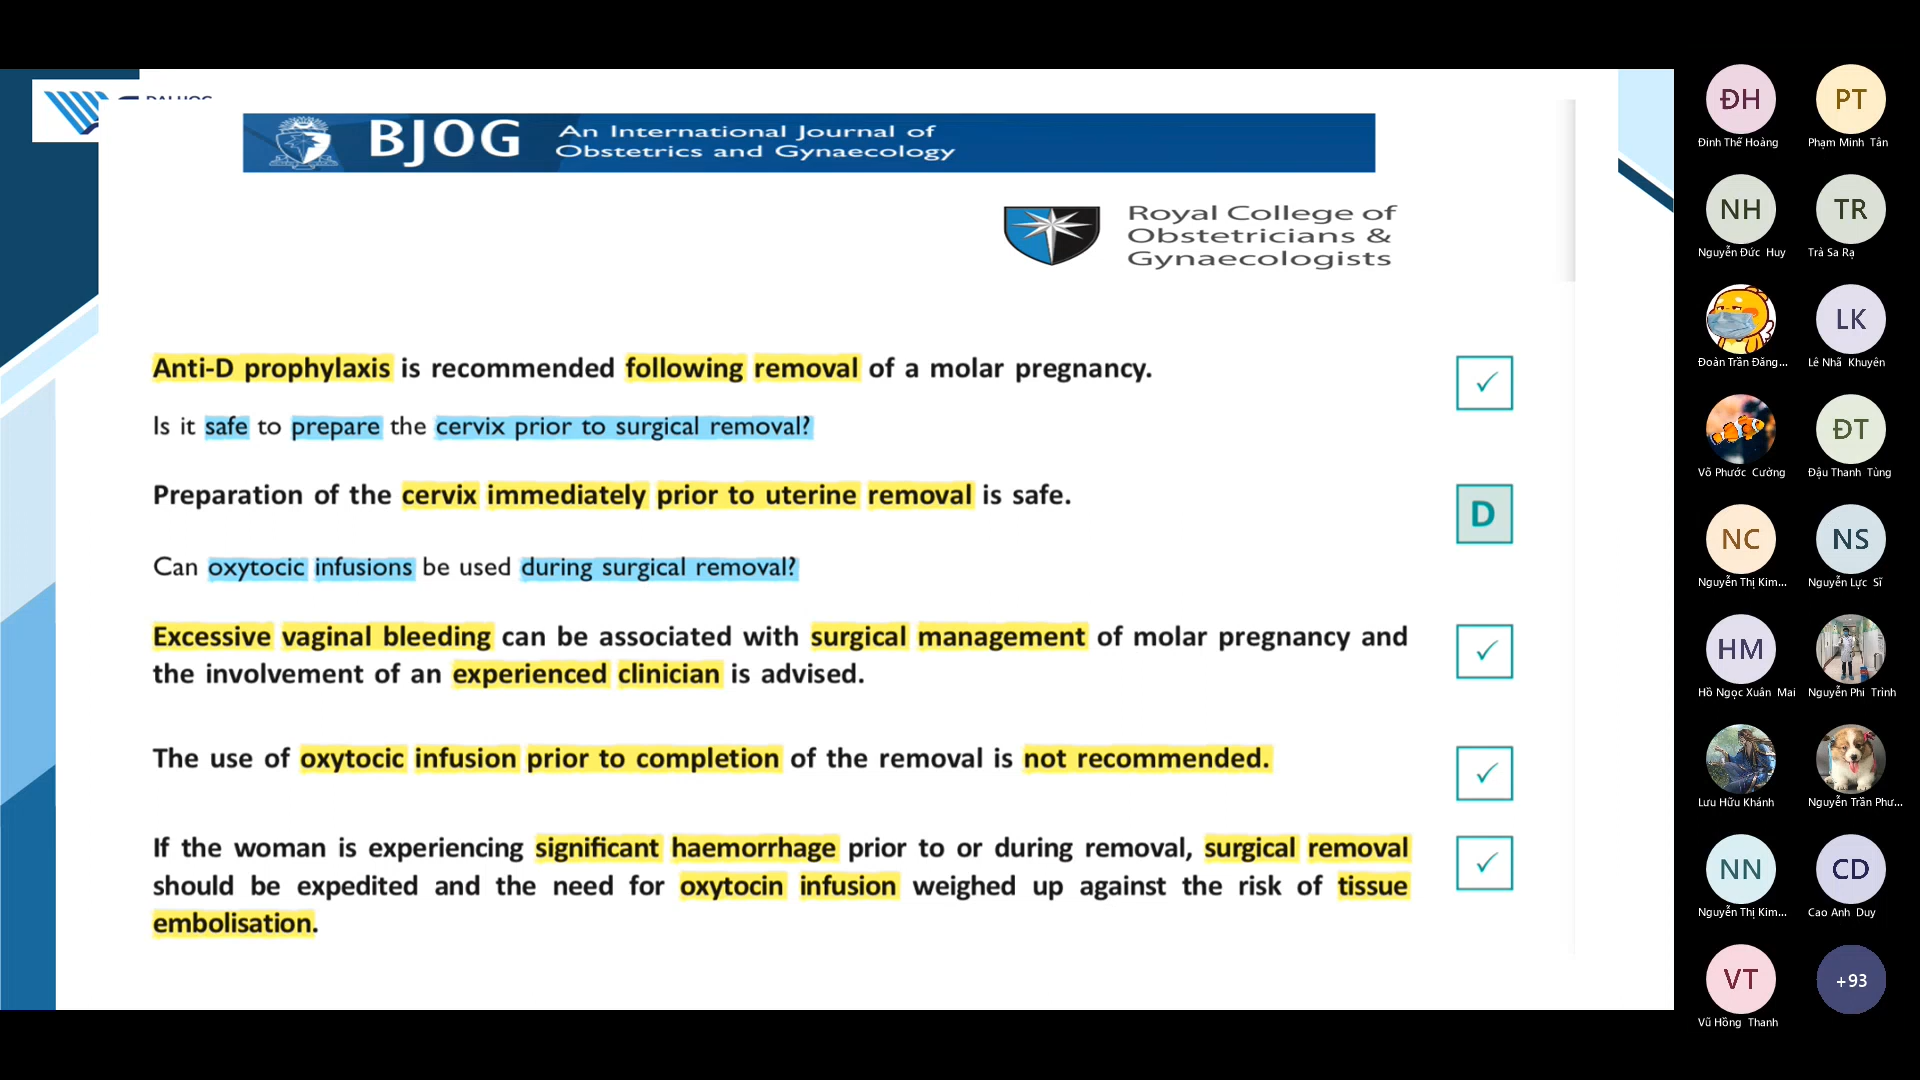 BJOG
An International Journal of
Obstetrics and Gynaecology
Royal College of
Obstetricians &
Gynaecologists
Anti-D prophylaxis is recommended following removal of a molar pregnancy.
✓
Is it safe to prepare the cervix prior to surgical removal?
Preparation of the cervix immediately prior to uterine removal is safe.
D
Can oxytocic infusions be used during surgical removal?
Excessive vaginal bleeding can be associated with surgical management of molar pregnancy and
the involvement of an experienced clinician is advised.
✓
The use of oxytocic infusion prior to completion of the removal is not recommended.
✓
If the woman is experiencing significant haemorrhage prior to or during removal, surgical removal
should be expedited and the need for oxytocin infusion weighed up against the risk of tissue
embolisation.
✓
ĐH
PT
Đinh Thế Hoàng
Phạm Minh Tân
NH
TR
Nguyễn Đức Huy
Trà Sa Rạ
Đoàn Trần Đăng...
LK
Lê Nhã Khuyên
Võ Phước Cường
ĐT
Đậu Thanh Tùng
NC
NS
Nguyễn Thị Kim...
Nguyễn Lực Sĩ
HM
Hồ Ngọc Xuân Mai
Nguyễn Phi Trình
Lưu Hữu Khánh
Nguyễn Trần Phư...
NN
CD
Nguyễn Thị Kim...
Cao Anh Duy
VT
+93
Vũ Hồng Thanh